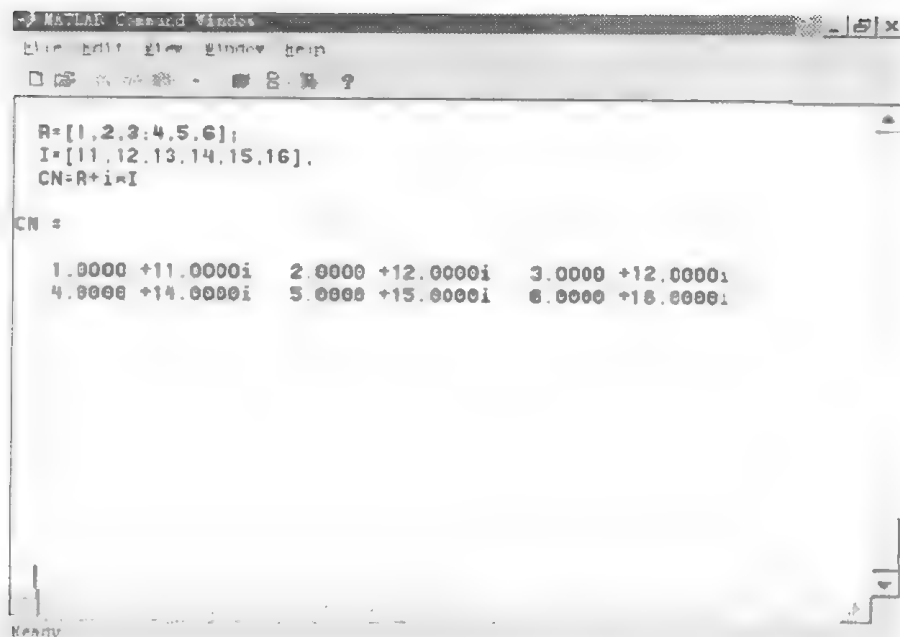 MATLAB Command Window
File Edit View Window Help
R=[1,2,3;4,5,6];
I=[11,12,13,14,15,16],
CN=R+i*I
CN =
1.0000 +11.0000i 2.0000 +12.0000i 3.0000 +12.0000i
4.0000 +14.0000i 5.0000 +15.0000i 6.0000 +16.0000i
Ready